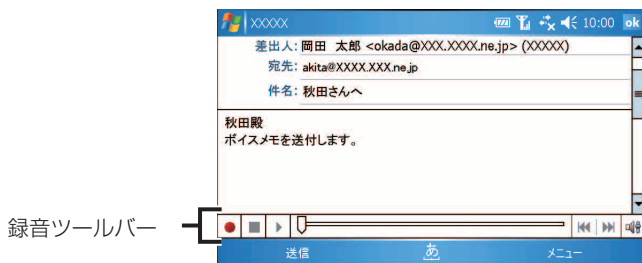 XXXXX 10:00 ok
差出人: 岡田 太郎 <okada@XXX.XXXX.ne.jp> (XXXXX)
宛先: akita@XXXX.XXX.ne.jp
件名: 秋田さんへ
秋田殿
ボイスメモを送付します。
録音ツールバー
送信 あ メニュー